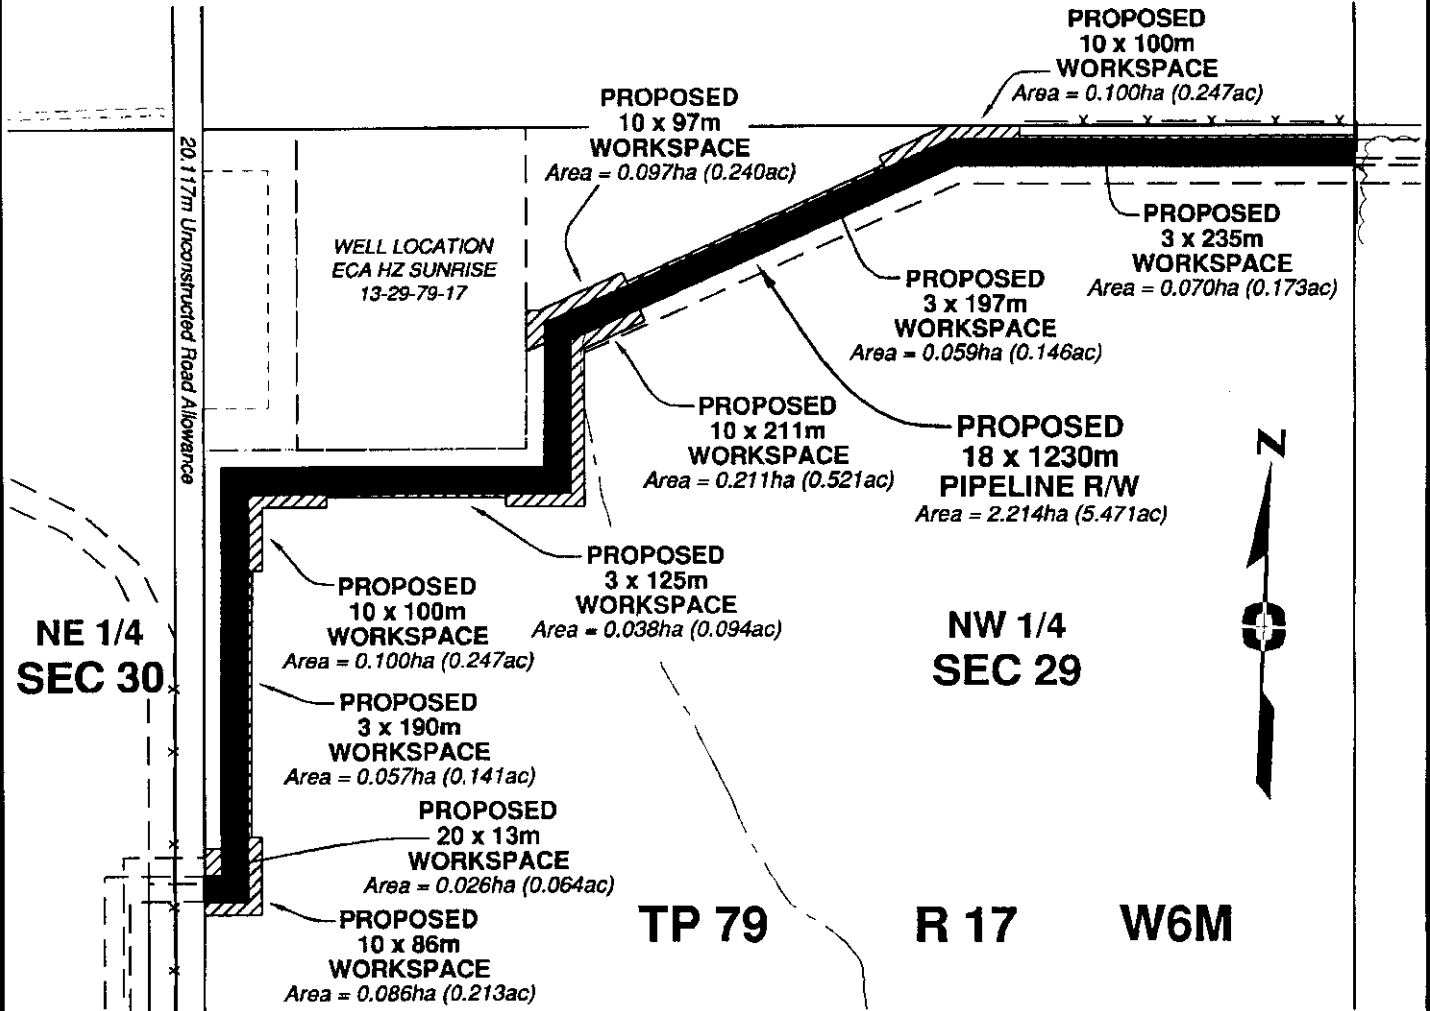 PROPOSED
10 x 100m
WORKSPACE
Area = 0.100ha (0.247ac)
PROPOSED
10 x 97m
WORKSPACE
Area = 0.097ha (0.240ac)
20.117m Unconstructed Road Allowance
WELL LOCATION
ECA HZ SUNRISE
13-29-79-17
PROPOSED
3 x 235m
WORKSPACE
Area = 0.070ha (0.173ac)
PROPOSED
3 x 197m
WORKSPACE
Area = 0.059ha (0.146ac)
PROPOSED
10 x 211m
WORKSPACE
Area = 0.211ha (0.521ac)
PROPOSED
18 x 1230m
PIPELINE R/W
Area = 2.214ha (5.471ac)
N
PROPOSED
3 x 125m
WORKSPACE
Area = 0.038ha (0.094ac)
PROPOSED
10 x 100m
WORKSPACE
Area = 0.100ha (0.247ac)
NE 1/4
SEC 30
NW 1/4
SEC 29
PROPOSED
3 x 190m
WORKSPACE
Area = 0.057ha (0.141ac)
PROPOSED
20 x 13m
WORKSPACE
Area = 0.026ha (0.064ac)
PROPOSED
10 x 86m
WORKSPACE
Area = 0.086ha (0.213ac)
TP 79 R 17 W6M